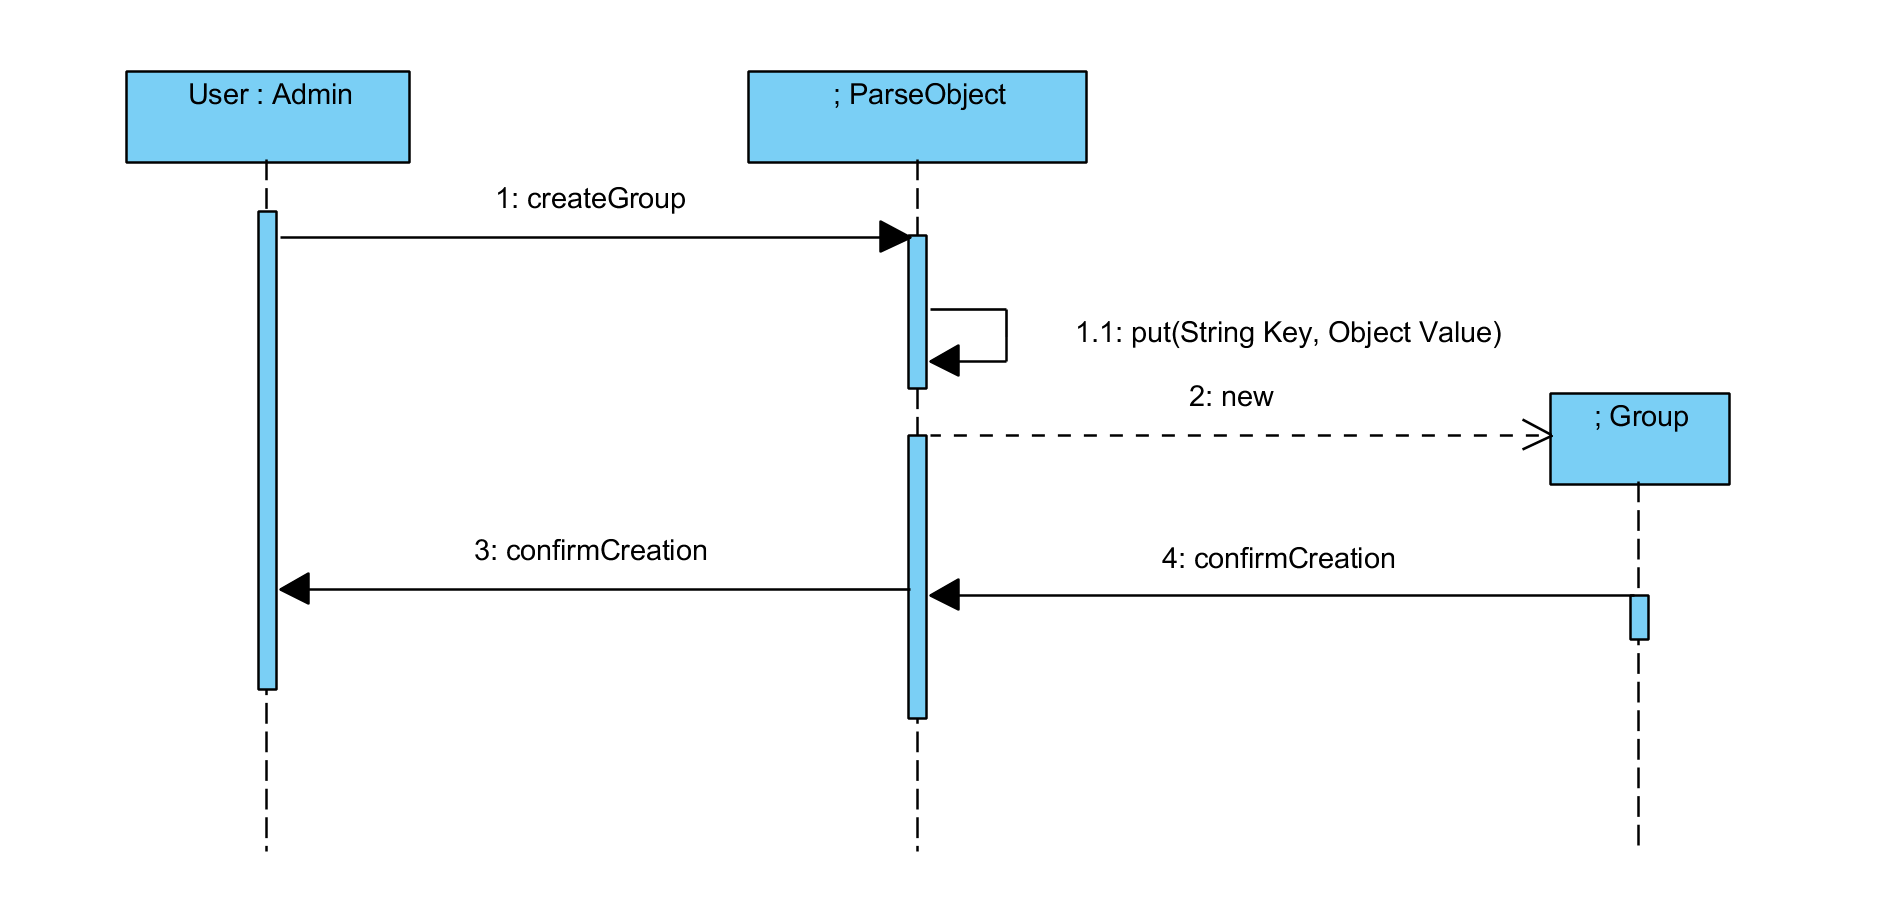 User : Admin
; ParseObject
1: createGroup
1.1: put(String Key, Object Value)
2: new
; Group
3: confirmCreation
4: confirmCreation